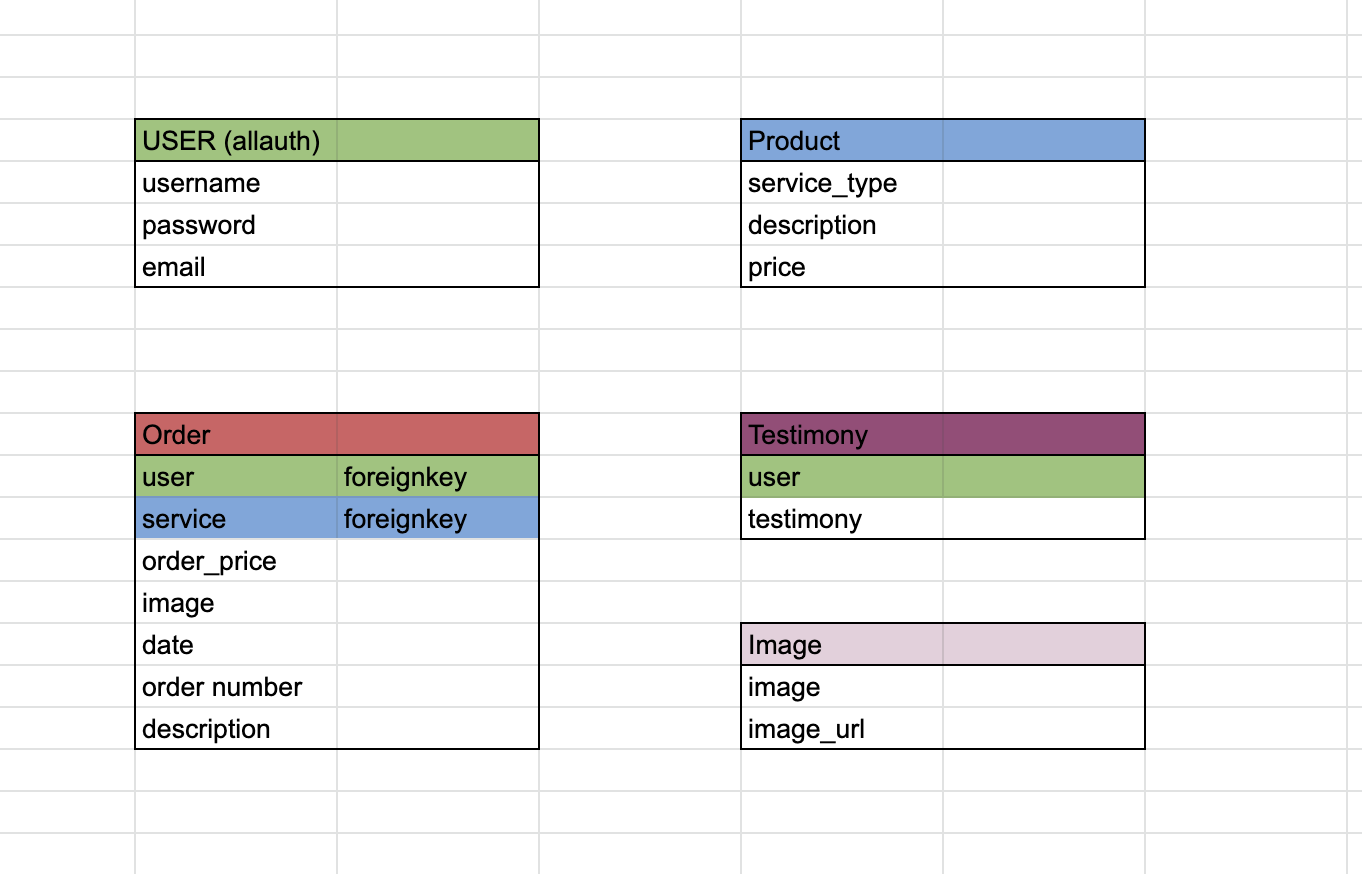 USER (allauth)
username
password
email
Product
service_type
description
price
Order
user foreignkey
service foreignkey
order_price
image
date
order number
description
Testimony
user
testimony
Image
image
image_url